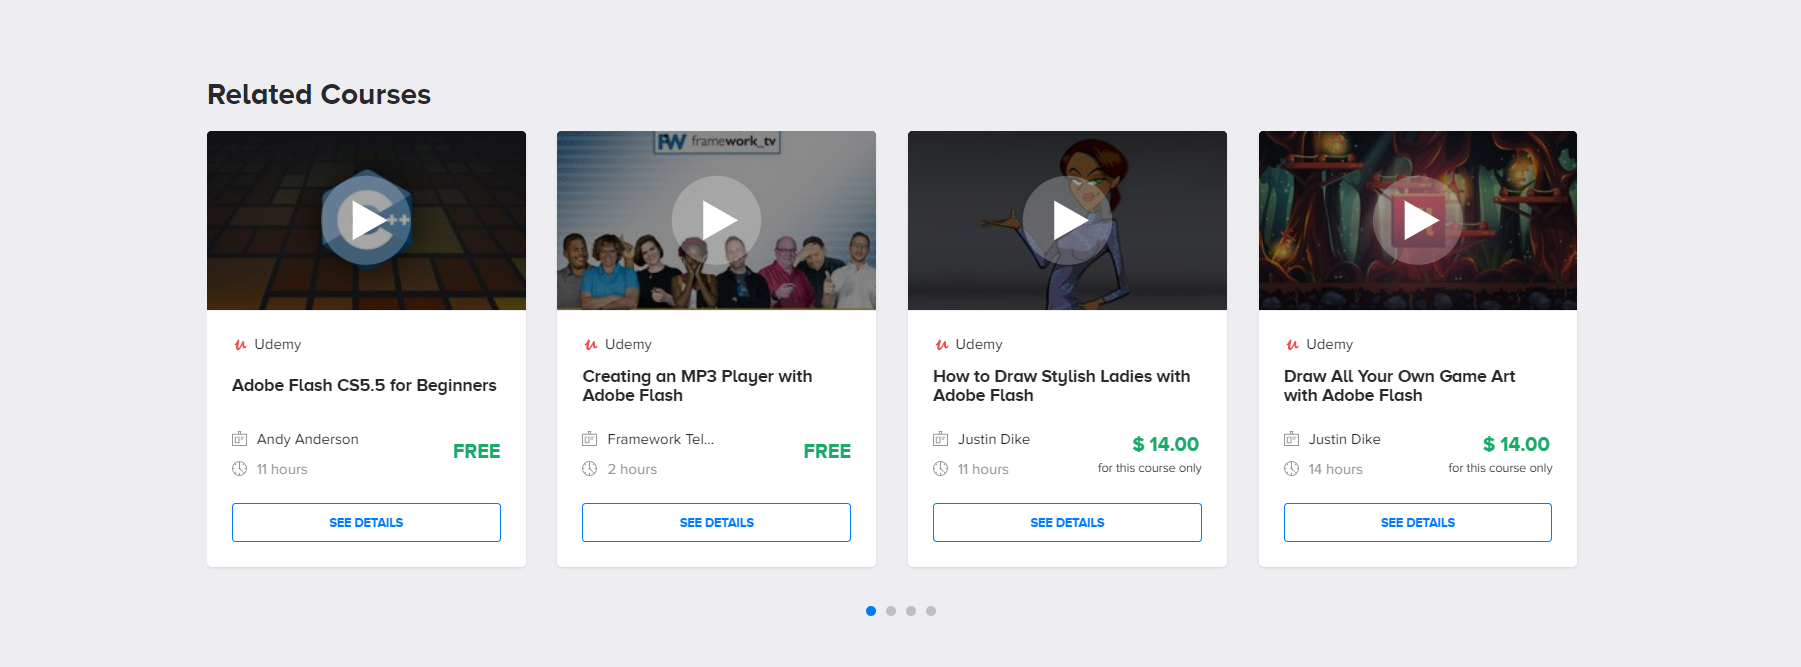 Related Courses
C++
FW framework_tv
Udemy
Adobe Flash CS5.5 for Beginners
Andy Anderson
11 hours
FREE
SEE DETAILS
Udemy
Creating an MP3 Player with
Adobe Flash
Framework Tel...
2 hours
FREE
SEE DETAILS
Udemy
How to Draw Stylish Ladies with
Adobe Flash
Justin Dike
11 hours
$ 14.00
for this course only
SEE DETAILS
Udemy
Draw All Your Own Game Art
with Adobe Flash
Justin Dike
14 hours
$ 14.00
for this course only
SEE DETAILS